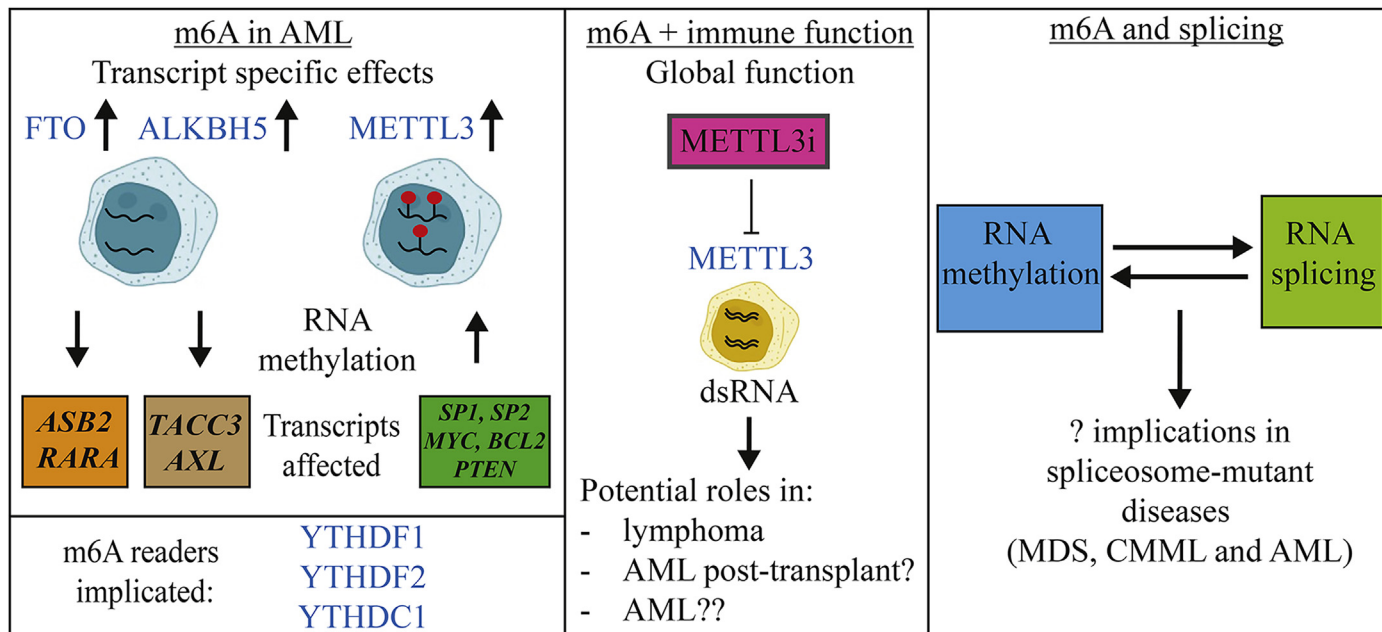 m6A in AML
Transcript specific effects
FTO
ALKBH5
METTL3
RNA
methylation
ASB2
RARA
TACC3
AXL
Transcripts
affected
SP1, SP2
MYC, BCL2
PTEN
m6A readers
implicated:
YTHDF1
YTHDF2
YTHDC1
m6A + immune function
Global function
METTL3i
METTL3
dsRNA
Potential roles in:
- lymphoma
- AML post-transplant?
- AML??
m6A and splicing
RNA
methylation
RNA
splicing
? implications in
spliceosome-mutant
diseases
(MDS, CMML and AML)